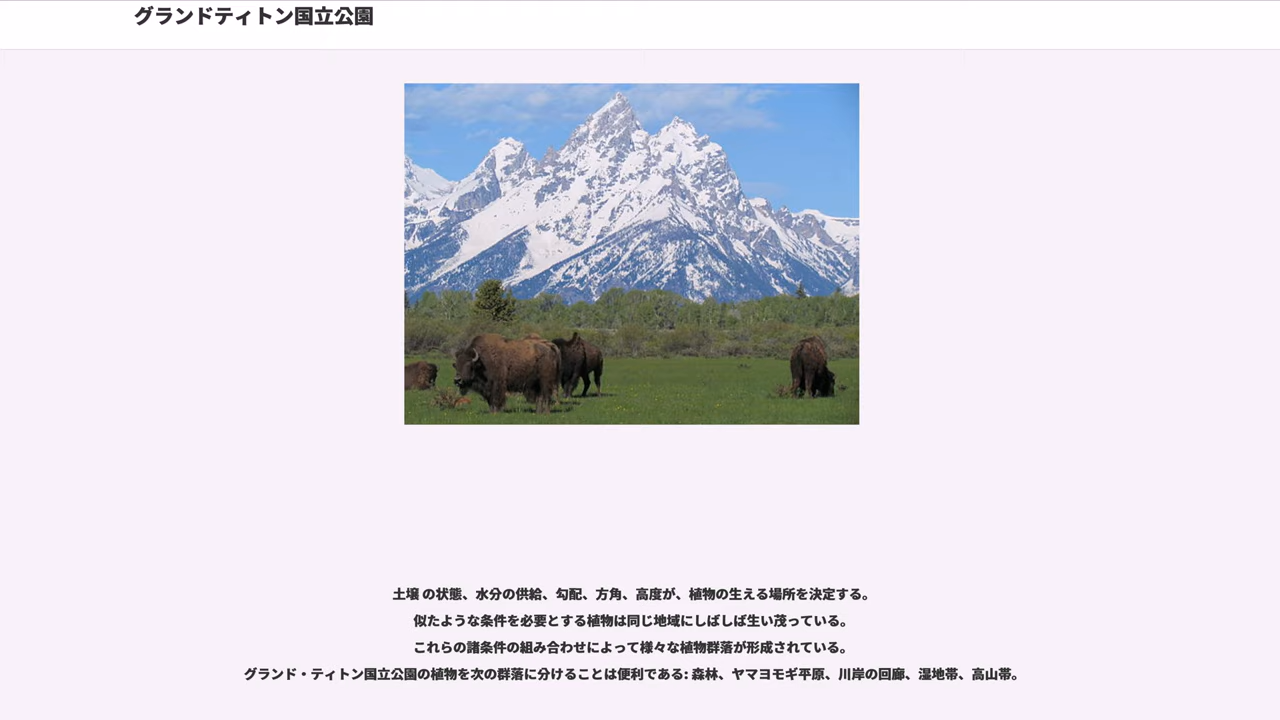 グランドティトン国立公園
土壌 の状態、水分の供給、勾配、方角、高度が、植物の生える場所を決定する。
似たような条件を必要とする植物は同じ地域にしばしば生い茂っている。
これらの諸条件の組み合わせによって様々な植物群落が形成されている。
グランド・ティトン国立公園の植物を次の群落に分けることは便利である: 森林、ヤマヨモギ平原、川岸の回廊、湿地帯、高山帯。